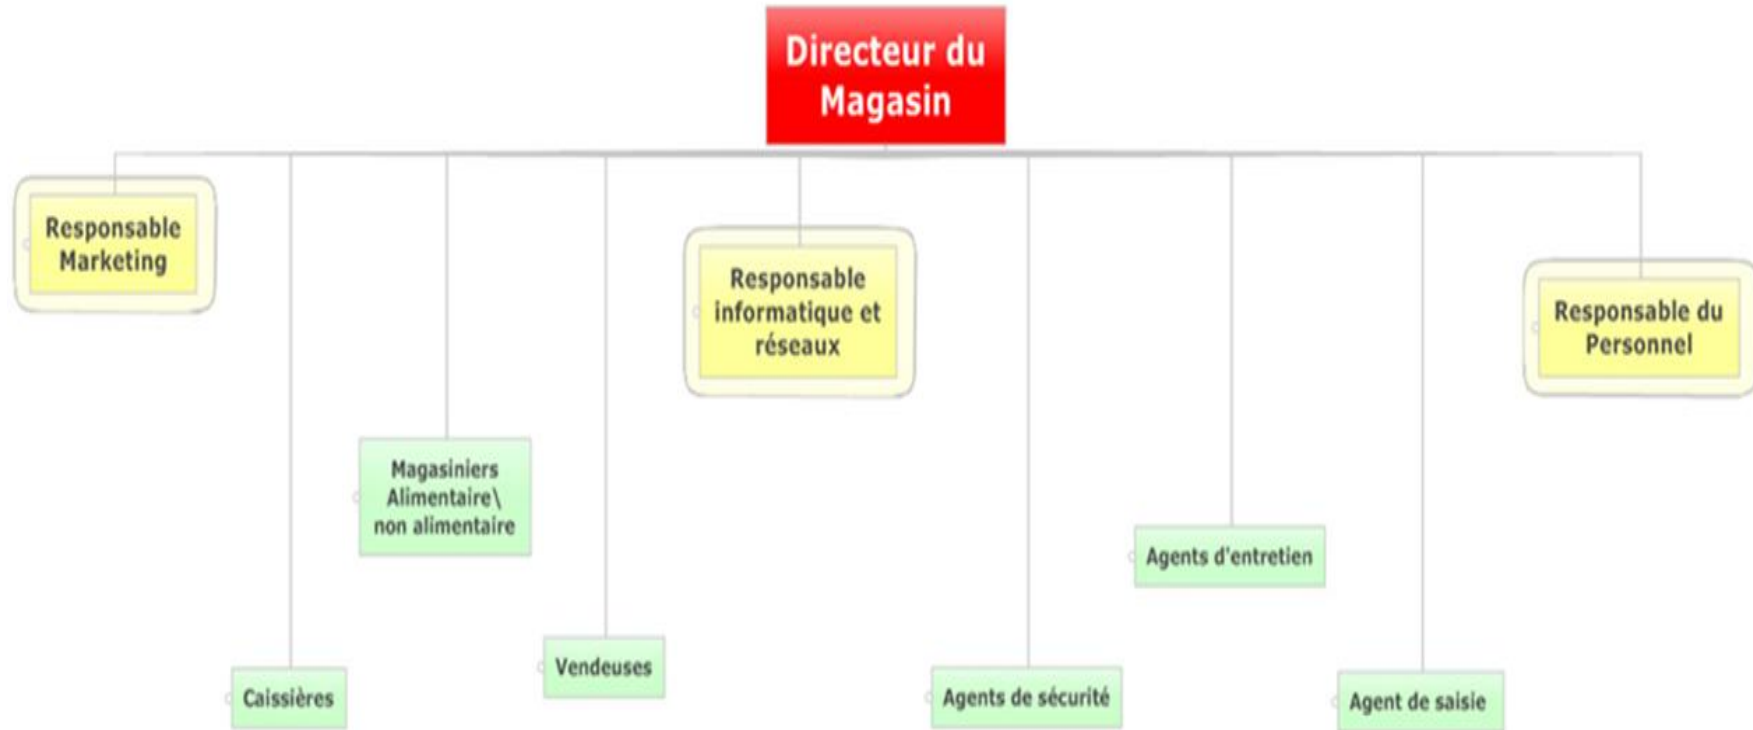 Directeur du
Magasin
Responsable
Marketing
Responsable
informatique et
réseaux
Responsable du
Personnel
Magasiniers
Alimentaire\
non alimentaire
Agents d'entretien
Vendeuses
Caissières
Agents de sécurité
Agent de saisie